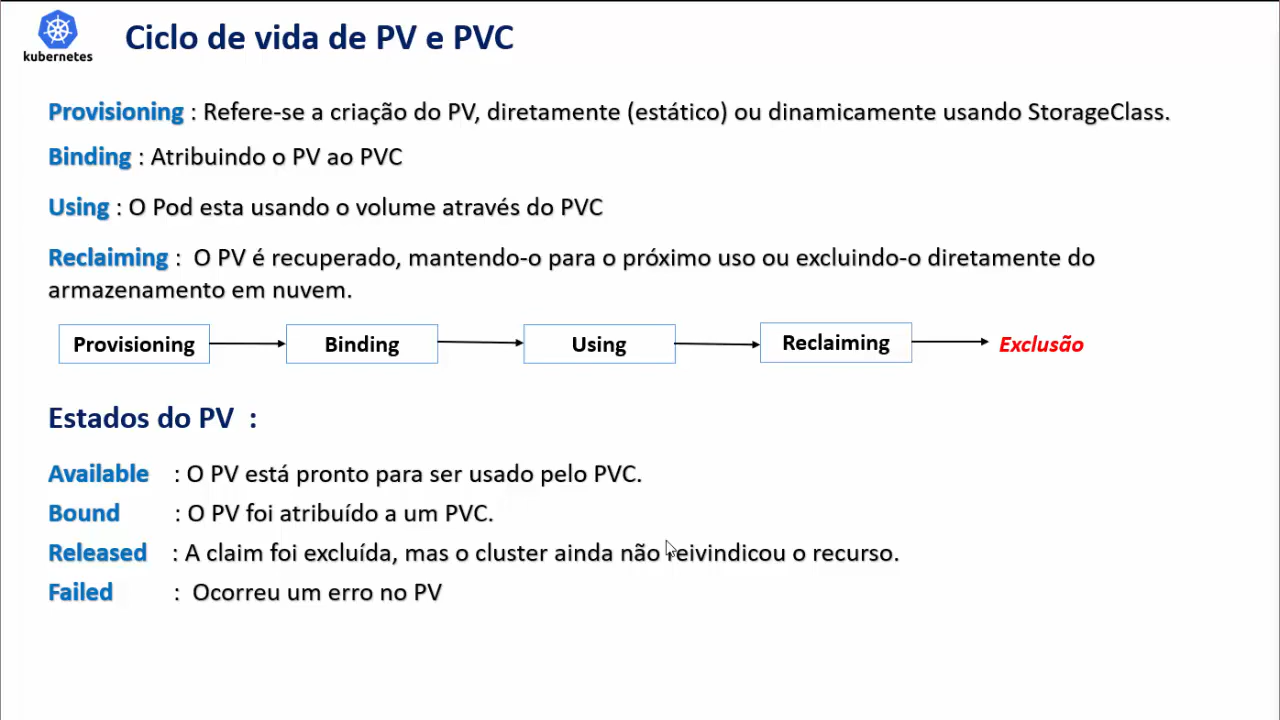 kubernetes
Ciclo de vida de PV e PVC
Provisioning : Refere-se a criação do PV, diretamente (estático) ou dinamicamente usando StorageClass.
Binding : Atribuindo o PV ao PVC
Using : O Pod esta usando o volume através do PVC
Reclaiming : O PV é recuperado, mantendo-o para o próximo uso ou excluindo-o diretamente do
armazenamento em nuvem.
Provisioning Binding Using Reclaiming Exclusão
Estados do PV :
Available : O PV está pronto para ser usado pelo PVC.
Bound : O PV foi atribuído a um PVC.
Released : A claim foi excluída, mas o cluster ainda não reivindicou o recurso.
Failed : Ocorreu um erro no PV